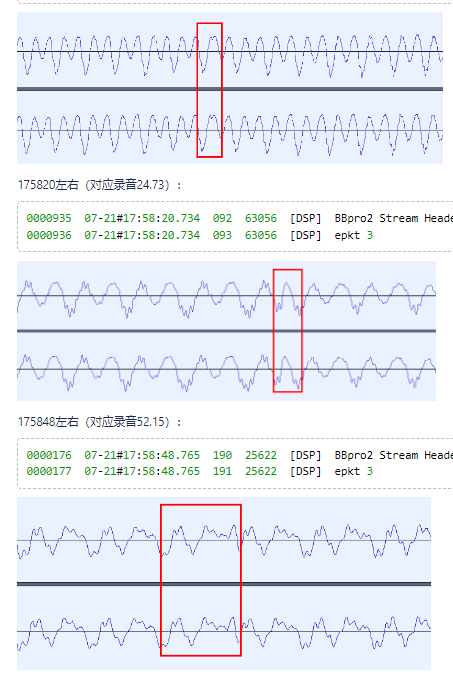 175820左右（对应录音24.73）：
0000935 07-21#17:58:20.734 092 63056 [DSP] BBpro2 Stream Heade
0000936 07-21#17:58:20.734 093 63056 [DSP] epkt 3
175848左右（对应录音52.15）：
0000176 07-21#17:58:48.765 190 25622 [DSP] BBpro2 Stream Heade
0000177 07-21#17:58:48.765 191 25622 [DSP] epkt 3